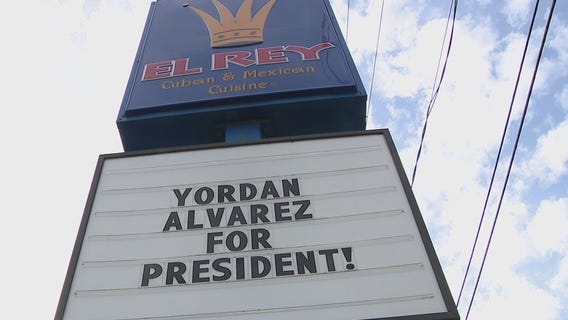 EL REY
Cuban & Mexican
Cuisine
YORDAN
ALVAREZ
FOR
PRESIDENT!